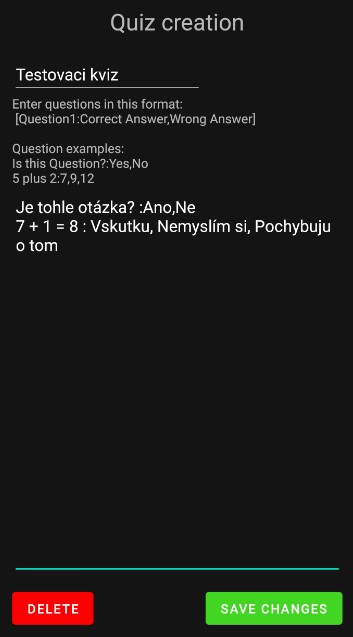 Quiz creation
Testovaci kviz
Enter questions in this format:
[Question1:Correct Answer,Wrong Answer]
Question examples:
Is this Question?:Yes,No
5 plus 2:7,9,12
Je tohle otázka? :Ano,Ne
7 + 1 = 8 : Vskutku, Nemyslím si, Pochybuju
o tom
DELETE
SAVE CHANGES